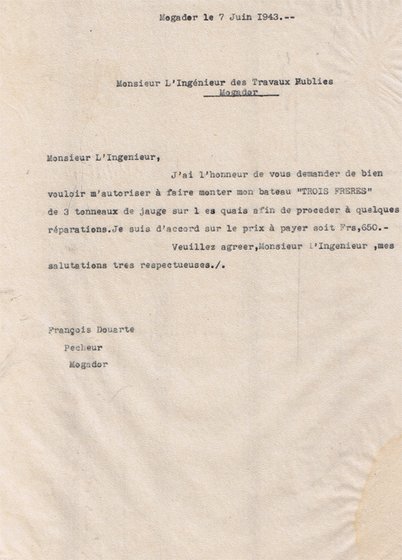 Mogador le 7 Juin 1943.--
Monsieur L'Ingénieur des Travaux Publics
Mogador
Monsieur L'Ingenieur,
J'ai l'honneur de vous demander de bien
vouloir m'autoriser à faire monter mon bateau "TROIS FRERES"
de 3 tonneaux de jauge sur l es quais afin de proceder à quelques
réparations.Je suis d'accord sur le prix à payer soit Frs,650.-
Veuillez agreer,Monsieur l'Ingenieur ,mes
salutations tres respectueuses./.
François Douarte
Pecheur
Mogador